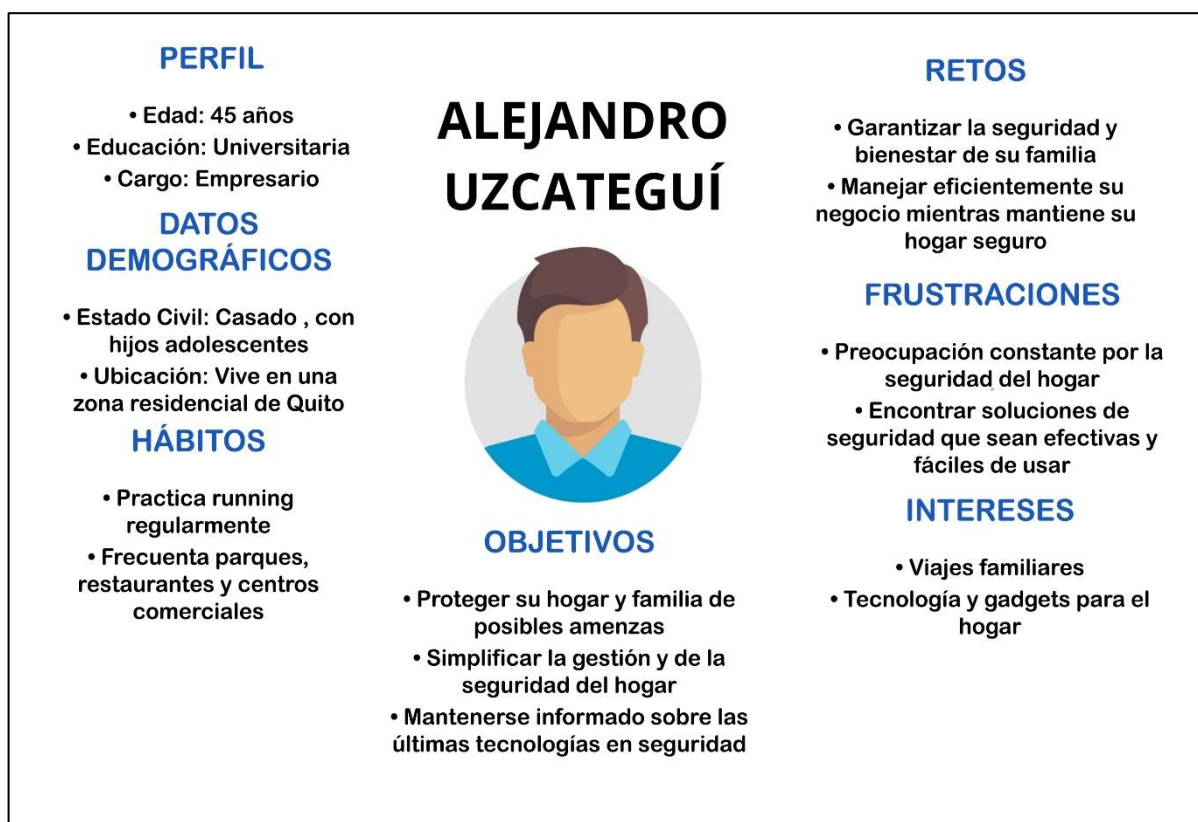 PERFIL
• Edad: 45 años
• Educación: Universitaria
• Cargo: Empresario
DATOS
DEMOGRÁFICOS
• Estado Civil: Casado , con
hijos adolescentes
• Ubicación: Vive en una
zona residencial de Quito
HÁBITOS
• Practica running
regularmente
• Frecuenta parques,
restaurantes y centros
comerciales
ALEJANDRO
UZCATEGUÍ
OBJETIVOS
• Proteger su hogar y familia de
posibles amenzas
• Simplificar la gestión y de la
seguridad del hogar
• Mantenerse informado sobre las
últimas tecnologías en seguridad
RETOS
• Garantizar la seguridad y
bienestar de su familia
• Manejar eficientemente su
negocio mientras mantiene su
hogar seguro
FRUSTRACIONES
• Preocupación constante por la
seguridad del hogar
• Encontrar soluciones de
seguridad que sean efectivas y
fáciles de usar
INTERESES
• Viajes familiares
• Tecnología y gadgets para el
hogar